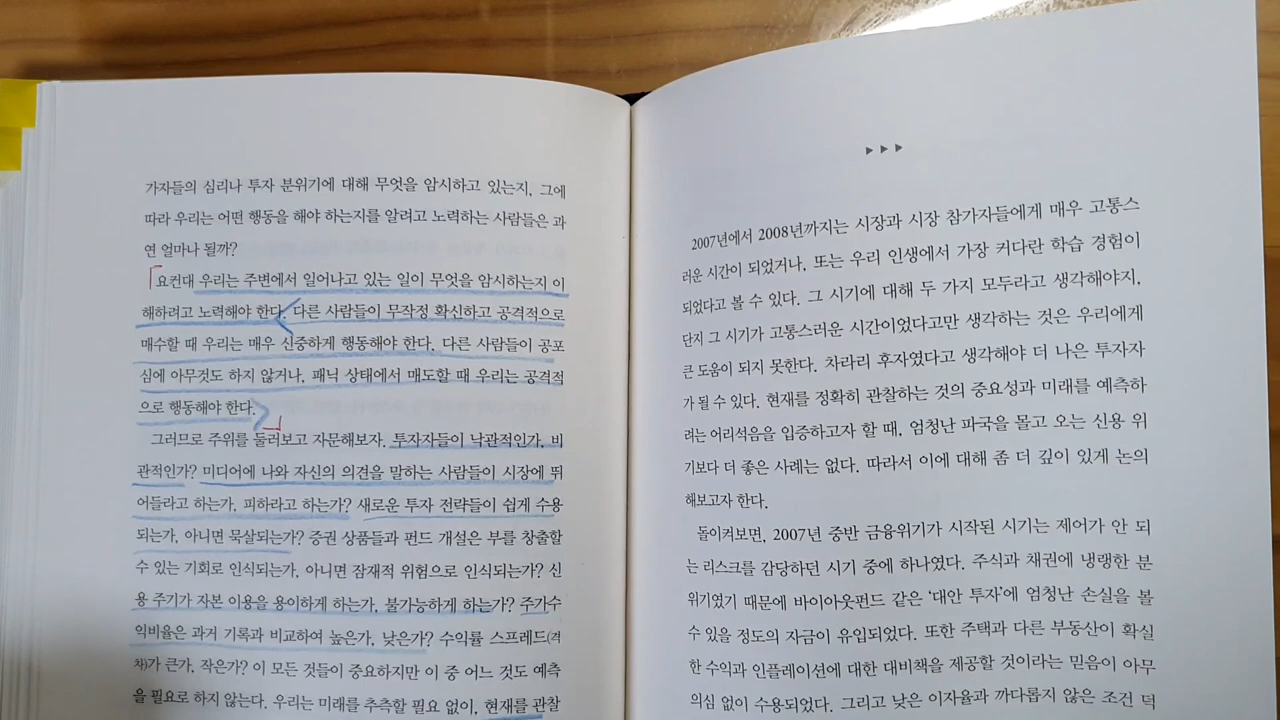 가자들의 심리나 투자 분위기에 대해 무엇을 암시하고 있는지, 그에
따라 우리는 어떤 행동을 해야 하는지를 알려고 노력하는 사람들은 과
연 얼마나 될까?
요컨대 우리는 주변에서 일어나고 있는 일이 무엇을 암시하는지 이
해하려고 노력해야 한다. 다른 사람들이 무작정 확신하고 공격적으로
매수할 때 우리는 매우 신중하게 행동해야 한다. 다른 사람들이 공포
심에 아무것도 하지 않거나, 패닉 상태에서 매도할 때 우리는 공격적
으로 행동해야 한다.
그러므로 주위를 둘러보고 자문해보자. 투자자들이 낙관적인가, 비
관적인가? 미디어에 나와 자신의 의견을 말하는 사람들이 시장에 뛰
어들라고 하는가, 피하라고 하는가? 새로운 투자 전략들이 쉽게 수용
되는가, 아니면 묵살되는가? 증권 상품들과 펀드 개설은 부를 창출할
수 있는 기회로 인식되는가, 아니면 잠재적 위험으로 인식되는가? 신
용 주기가 자본 이용을 용이하게 하는가, 불가능하게 하는가? 주가수
익비율은 과거 기록과 비교하여 높은가, 낮은가? 수익률 스프레드(격
차)가 큰가, 작은가? 이 모든 것들이 중요하지만 이 중 어느 것도 예측
을 필요로 하지 않는다. 우리는 미래를 추측할 필요 없이, 현재를 관찰
▶▶▶
2007년에서 2008년까지는 시장과 시장 참가자들에게 매우 고통스
러운 시간이 되었거나, 또는 우리 인생에서 가장 커다란 학습 경험이
되었다고 볼 수 있다. 그 시기에 대해 두 가지 모두라고 생각해야지,
단지 그 시기가 고통스러운 시간이었다고만 생각하는 것은 우리에게
큰 도움이 되지 못한다. 차라리 후자였다고 생각해야 더 나은 투자자
가 될 수 있다. 현재를 정확히 관찰하는 것의 중요성과 미래를 예측하
려는 어리석음을 입증하고자 할 때, 엄청난 파국을 몰고 오는 신용 위
기보다 더 좋은 사례는 없다. 따라서 이에 대해 좀 더 깊이 있게 논의
해보고자 한다.
돌이켜보면, 2007년 중반 금융위기가 시작된 시기는 제어가 안 되
는 리스크를 감당하던 시기 중에 하나였다. 주식과 채권에 냉랭한 분
위기였기 때문에 바이아웃펀드 같은 ‘대안 투자’에 엄청난 손실을 볼
수 있을 정도의 자금이 유입되었다. 또한 주택과 다른 부동산이 확실
한 수익과 인플레이션에 대한 대비책을 제공할 것이라는 믿음이 아무
의심 없이 수용되었다. 그리고 낮은 이자율과 까다롭지 않은 조건 덕